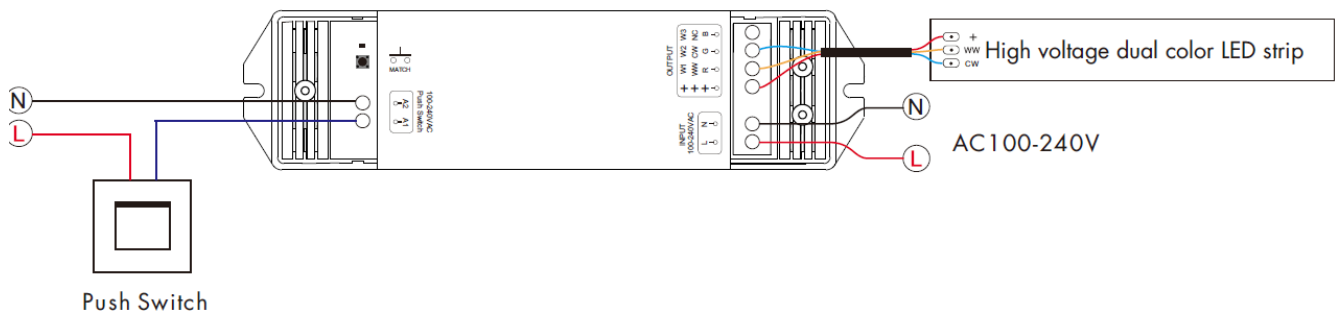 N
L
Push Switch
MATCH
A2
A1
100-240VAC
Push Switch
OUTPUT
W3 NC B
W2 CW G
W1 WW R
+ + +
INPUT
100-240VAC
N
L
+
WW
CW
High voltage dual color LED strip
N
L
AC100-240V